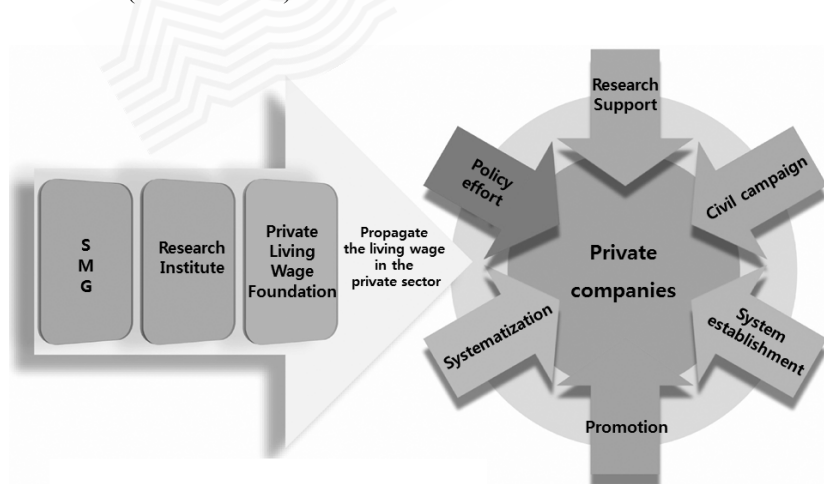 S
M
G
Research
Institute
Private
Living
Wage
Foundation
Propagate
the living wage
in the
private sector
Research
Support
Policy
effort
Civil campaign
Private
companies
Systematization
System
establishment
Promotion